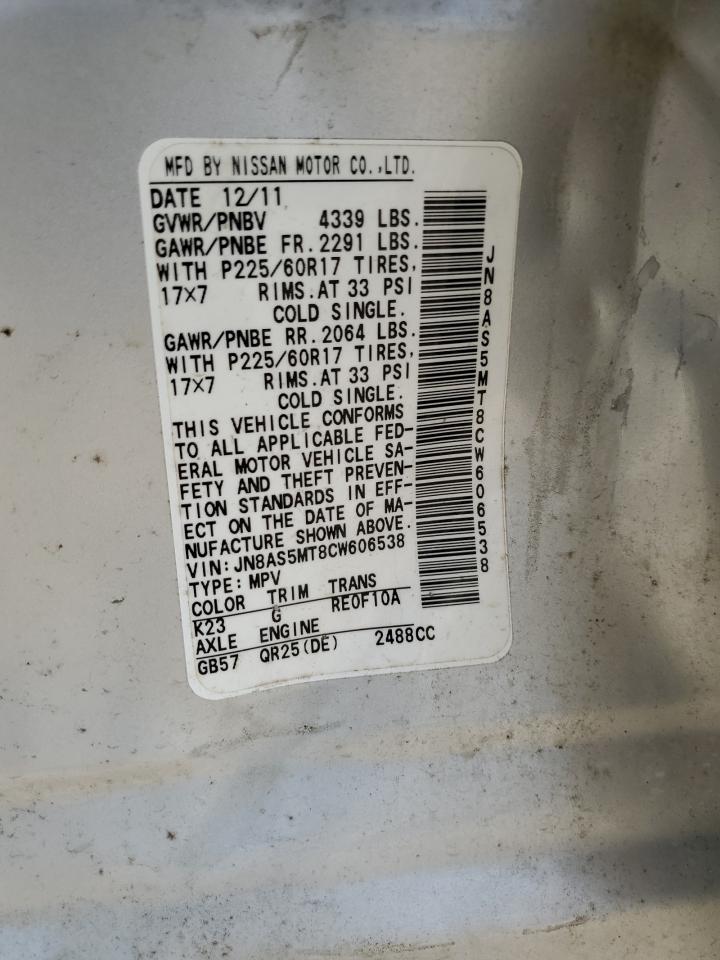 MFD BY NISSAN MOTOR CO.,LTD.
DATE 12/11
GVWR/PNBV 4339 LBS.
GAWR/PNBE FR.2291 LBS.
WITH P225/60R17 TIRES,
17×7 RIMS.AT 33 PSI
COLD SINGLE.
GAWR/PNBE RR.2064 LBS.
WITH P225/60R17 TIRES,
17×7 RIMS.AT 33 PSI
COLD SINGLE.
THIS VEHICLE CONFORMS
TO ALL APPLICABLE FED-
ERAL MOTOR VEHICLE SA-
FETY AND THEFT PREVEN-
TION STANDARDS IN EFF-
ECT ON THE DATE OF MA-
NUFACTURE SHOWN ABOVE.
VIN:JN8AS5MT8CW606538
TYPE:MPV
COLOR TRIM TRANS
K23 G RE0F10A
AXLE ENGINE
GB57 QR25(DE) 2488CC
JN8AS5MT8CW606538